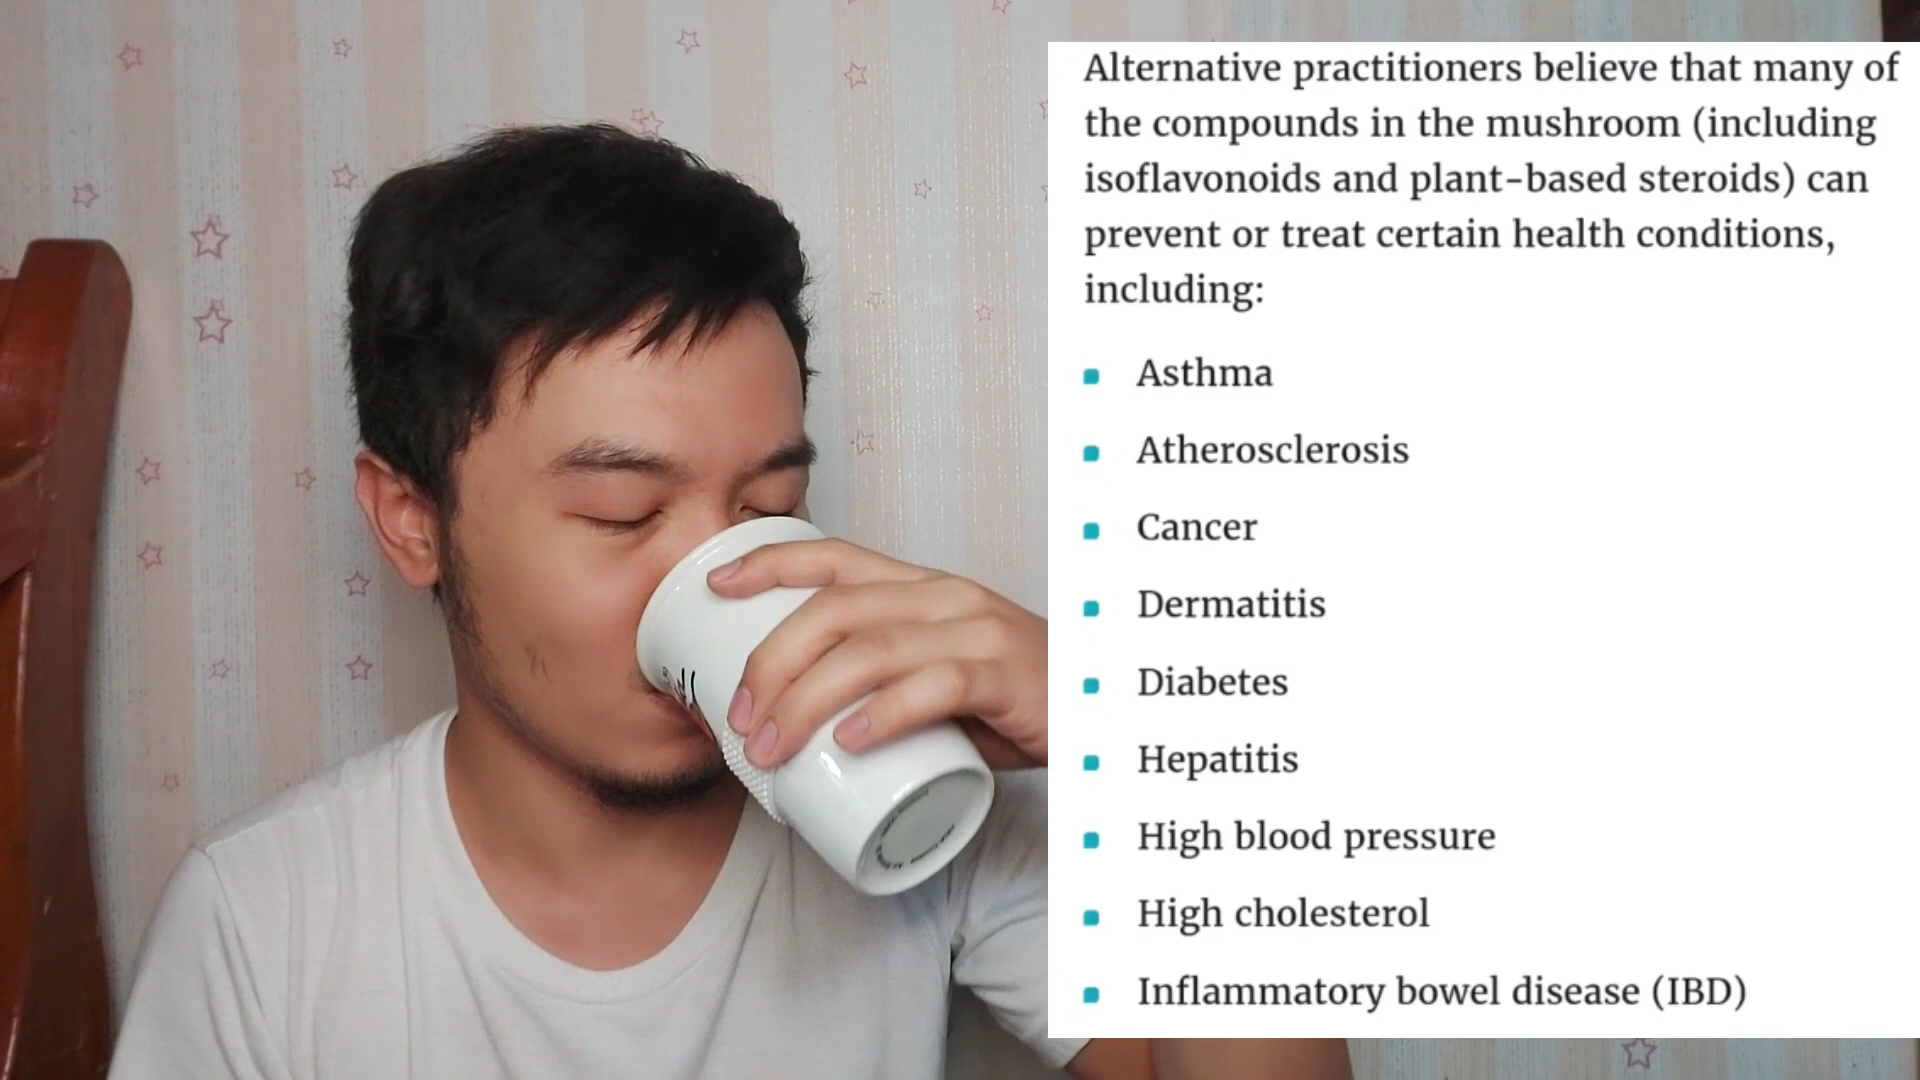 Alternative practitioners believe that many of
the compounds in the mushroom (including
isoflavonoids and plant-based steroids) can
prevent or treat certain health conditions,
including:
Asthma
Atherosclerosis
Cancer
Dermatitis
Diabetes
Hepatitis
High blood pressure
High cholesterol
Inflammatory bowel disease (IBD)